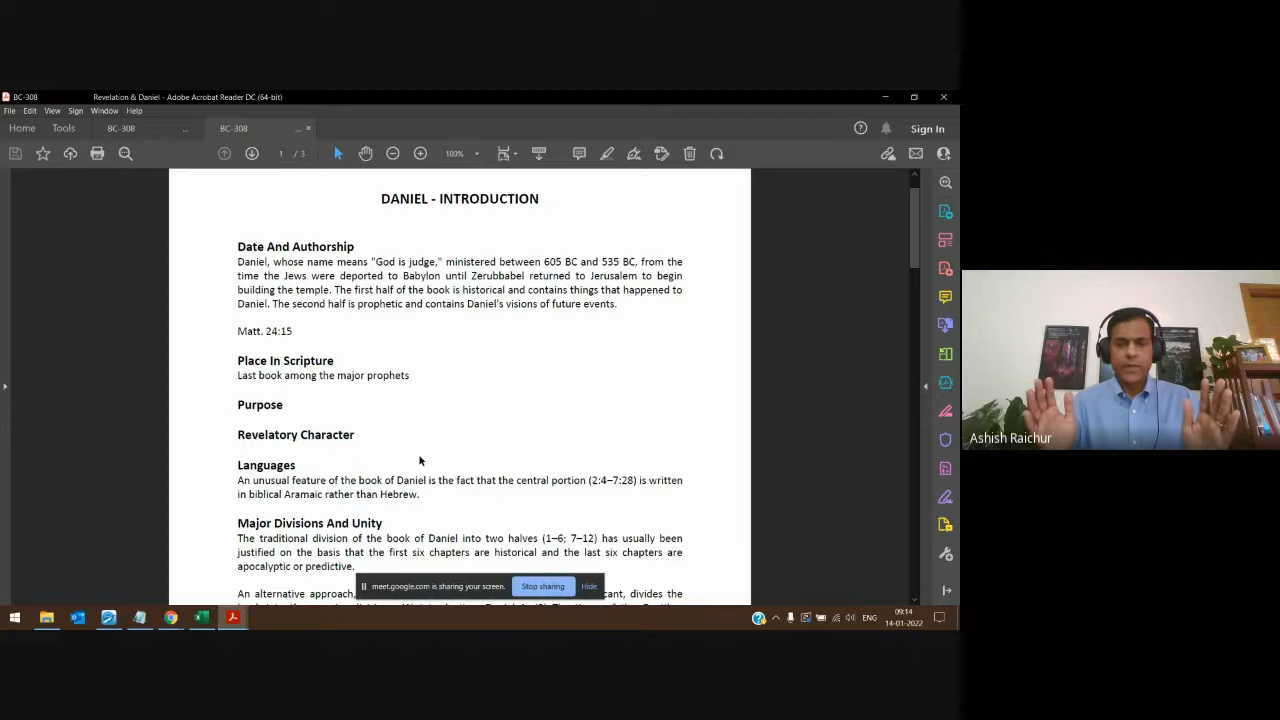 BC-308 Revelation & Daniel - Adobe Acrobat Reader DC (64-bit)
File Edit View Sign Window Help
Home Tools BC-308 ... BC-308 ... ×
Sign In
1 / 3 100%
DANIEL - INTRODUCTION
Date And Authorship
Daniel, whose name means "God is judge," ministered between 605 BC and 535 BC, from the
time the Jews were deported to Babylon until Zerubbabel returned to Jerusalem to begin
building the temple. The first half of the book is historical and contains things that happened to
Daniel. The second half is prophetic and contains Daniel's visions of future events.
Matt. 24:15
Place In Scripture
Last book among the major prophets
Purpose
Revelatory Character
Languages
An unusual feature of the book of Daniel is the fact that the central portion (2:4–7:28) is written
in biblical Aramaic rather than Hebrew.
Major Divisions And Unity
The traditional division of the book of Daniel into two halves (1–6; 7–12) has usually been
justified on the basis that the first six chapters are historical and the last six chapters are
apocalyptic or predictive.
An alternative approach, cant, divides the
meet.google.com is sharing your screen. Stop sharing Hide
Ashish Raichur
ENG
09:14
14-01-2022